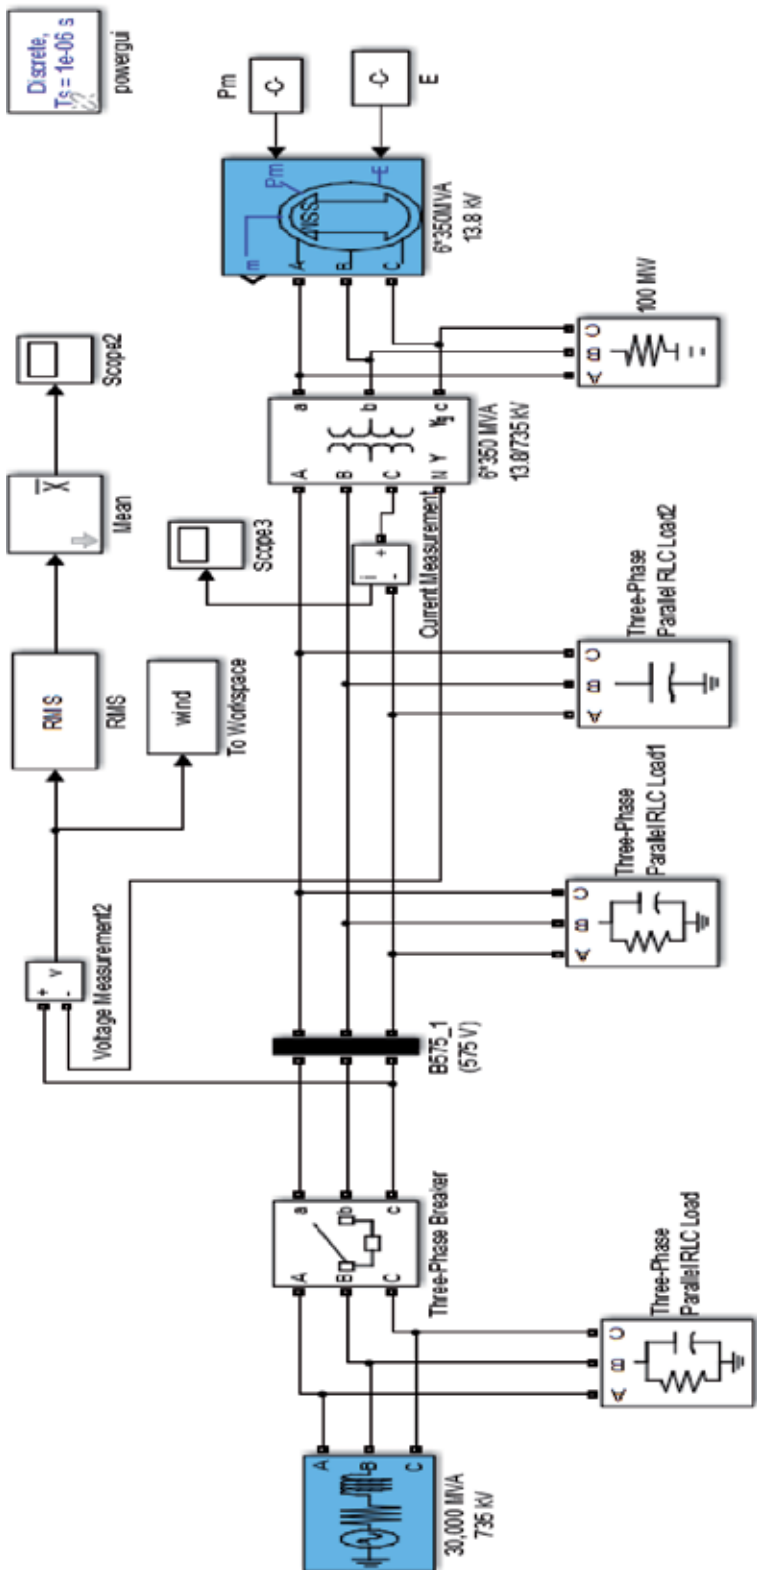 Discrete,
Ts = 1e-06 s
powergui
+
-
v
Voltage Measurement2
RMS
RMS
X
Mean
Scope2
wind
To Workspace
Scope3
Pm
-C-
E
-C-
A
B
C
30,000 MVA
735 kV
A
B
C
a
b
c
Three-Phase Breaker
B575_1
(575 V)
i
+
-
Current Measurement
A
B
C
N
Y
Yg
a
b
c
6*350 MVA
13.8/735 kV
m
A
B
C
Pm
E
SSM
6*350MVA
13.8 kV
A
B
C
Three-Phase
Parallel RLC Load
A
B
C
Three-Phase
Parallel RLC Load1
A
B
C
Three-Phase
Parallel RLC Load2
A
B
C
100 MW